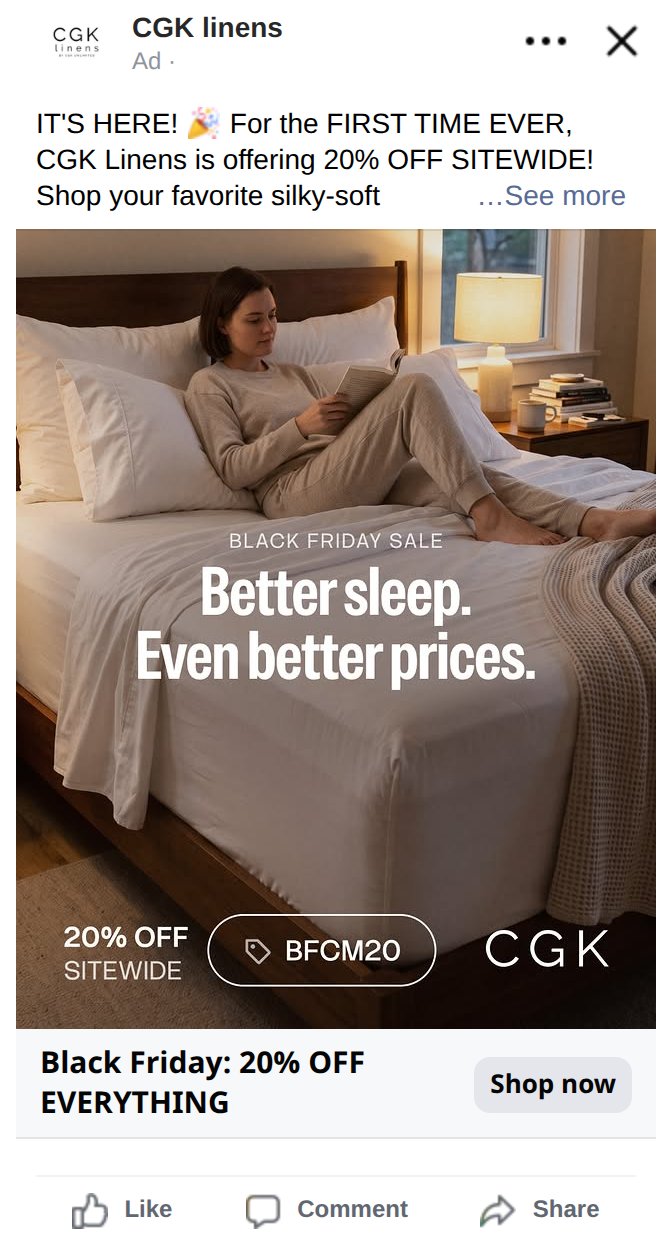 CGK
linens
CGK linens
Ad ·
IT'S HERE! 🎉 For the FIRST TIME EVER,
CGK Linens is offering 20% OFF SITEWIDE!
Shop your favorite silky-soft ...See more
BLACK FRIDAY SALE
Better sleep.
Even better prices.
20% OFF
SITEWIDE
BFCM20
CGK
Black Friday: 20% OFF
EVERYTHING
Shop now
Like
Comment
Share